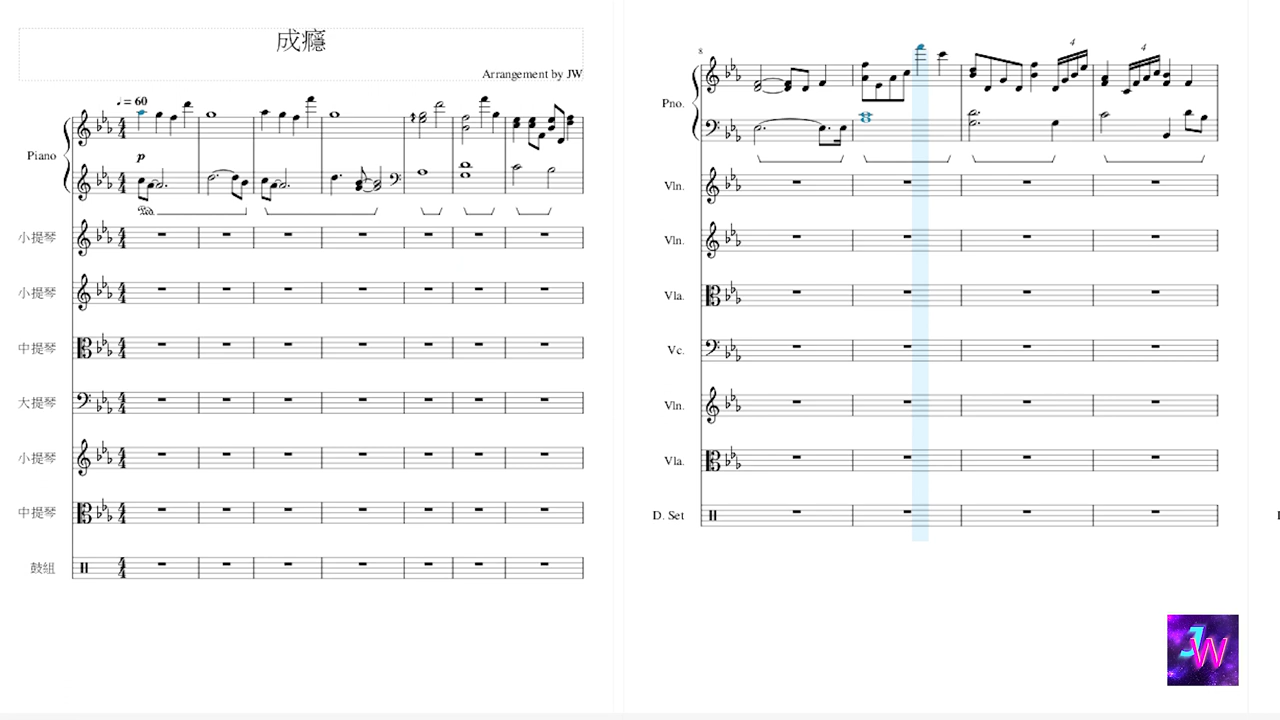 成癮
Arrangement by JW
♩ = 60
Piano
p
小提琴
小提琴
中提琴
大提琴
小提琴
中提琴
鼓組
8
4
4
Pno.
Vln.
Vln.
Vla.
Vc.
Vln.
Vla.
D. Set
JW